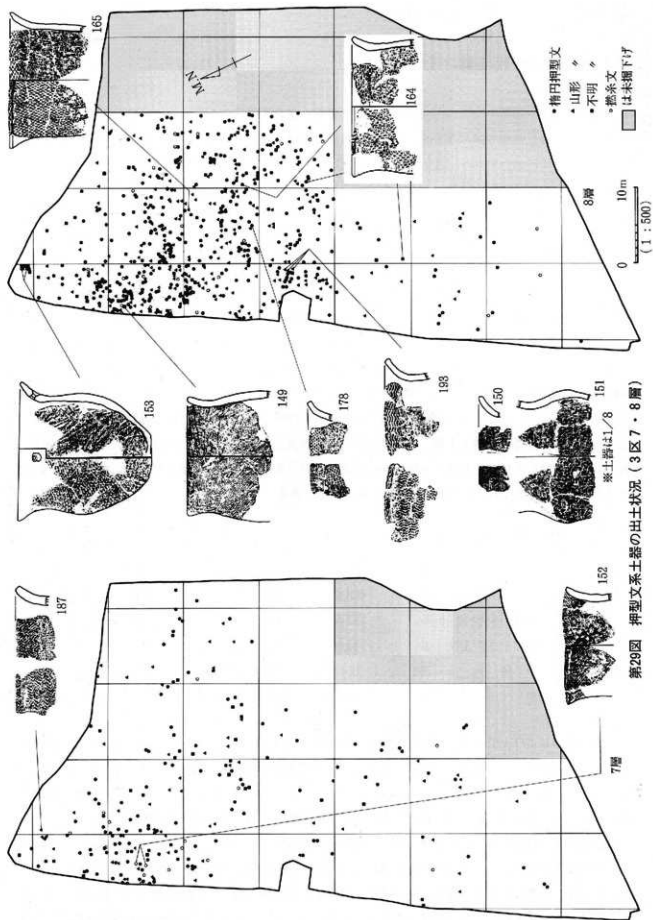 165
164
MN
•楕円押型文
▲山形 〃
■不明 〃
○撚糸文
は未掘下げ
8層
0 10m
(1:500)
153
149
178
193
150
151
※土器は1/8
187
152
7層
第29図 押型文系土器の出土状況(3区7・8層)